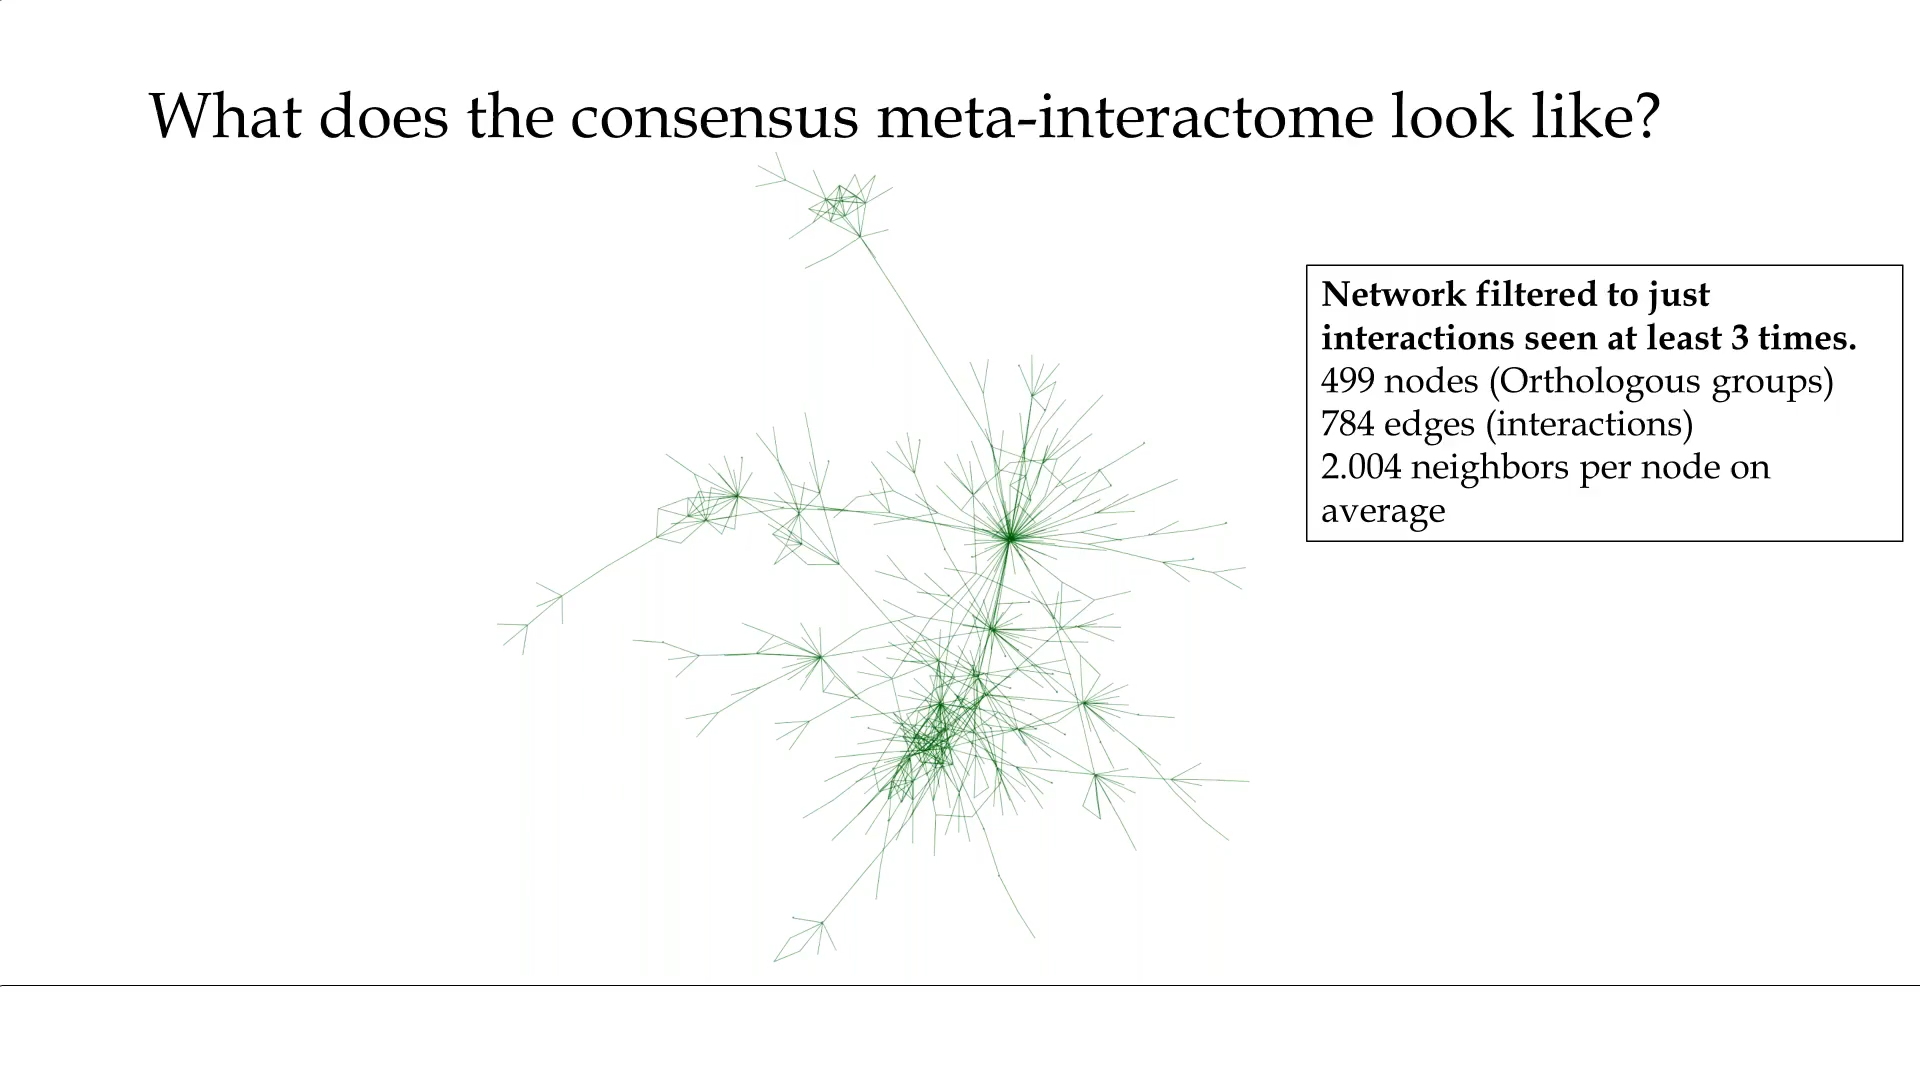 What does the consensus meta-interactome look like?
Network filtered to just
interactions seen at least 3 times.
499 nodes (Orthologous groups)
784 edges (interactions)
2.004 neighbors per node on
average